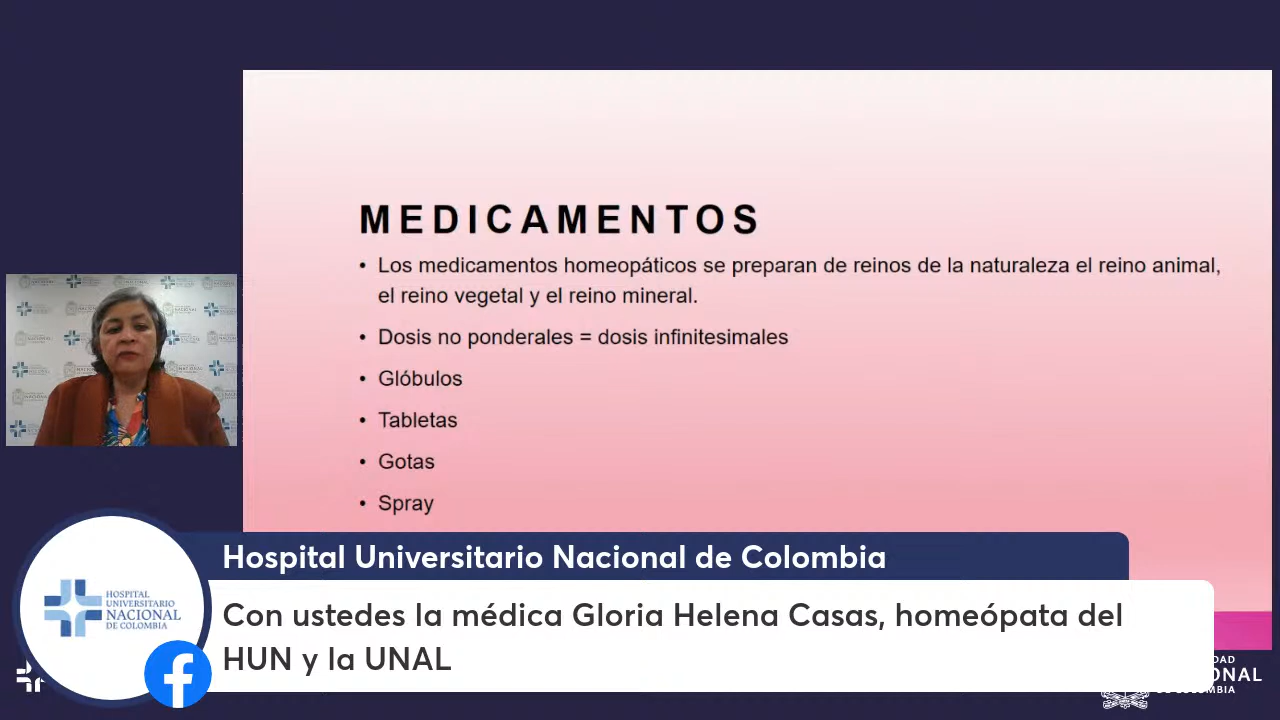 MEDICAMENTOS
• Los medicamentos homeopáticos se preparan de reinos de la naturaleza el reino animal,
el reino vegetal y el reino mineral.
• Dosis no ponderales = dosis infinitesimales
• Glóbulos
• Tabletas
• Gotas
• Spray
Hospital Universitario Nacional de Colombia
Con ustedes la médica Gloria Helena Casas, homeópata del
HUN y la UNAL
HOSPITAL
UNIVERSITARIO
NACIONAL
DE COLOMBIA